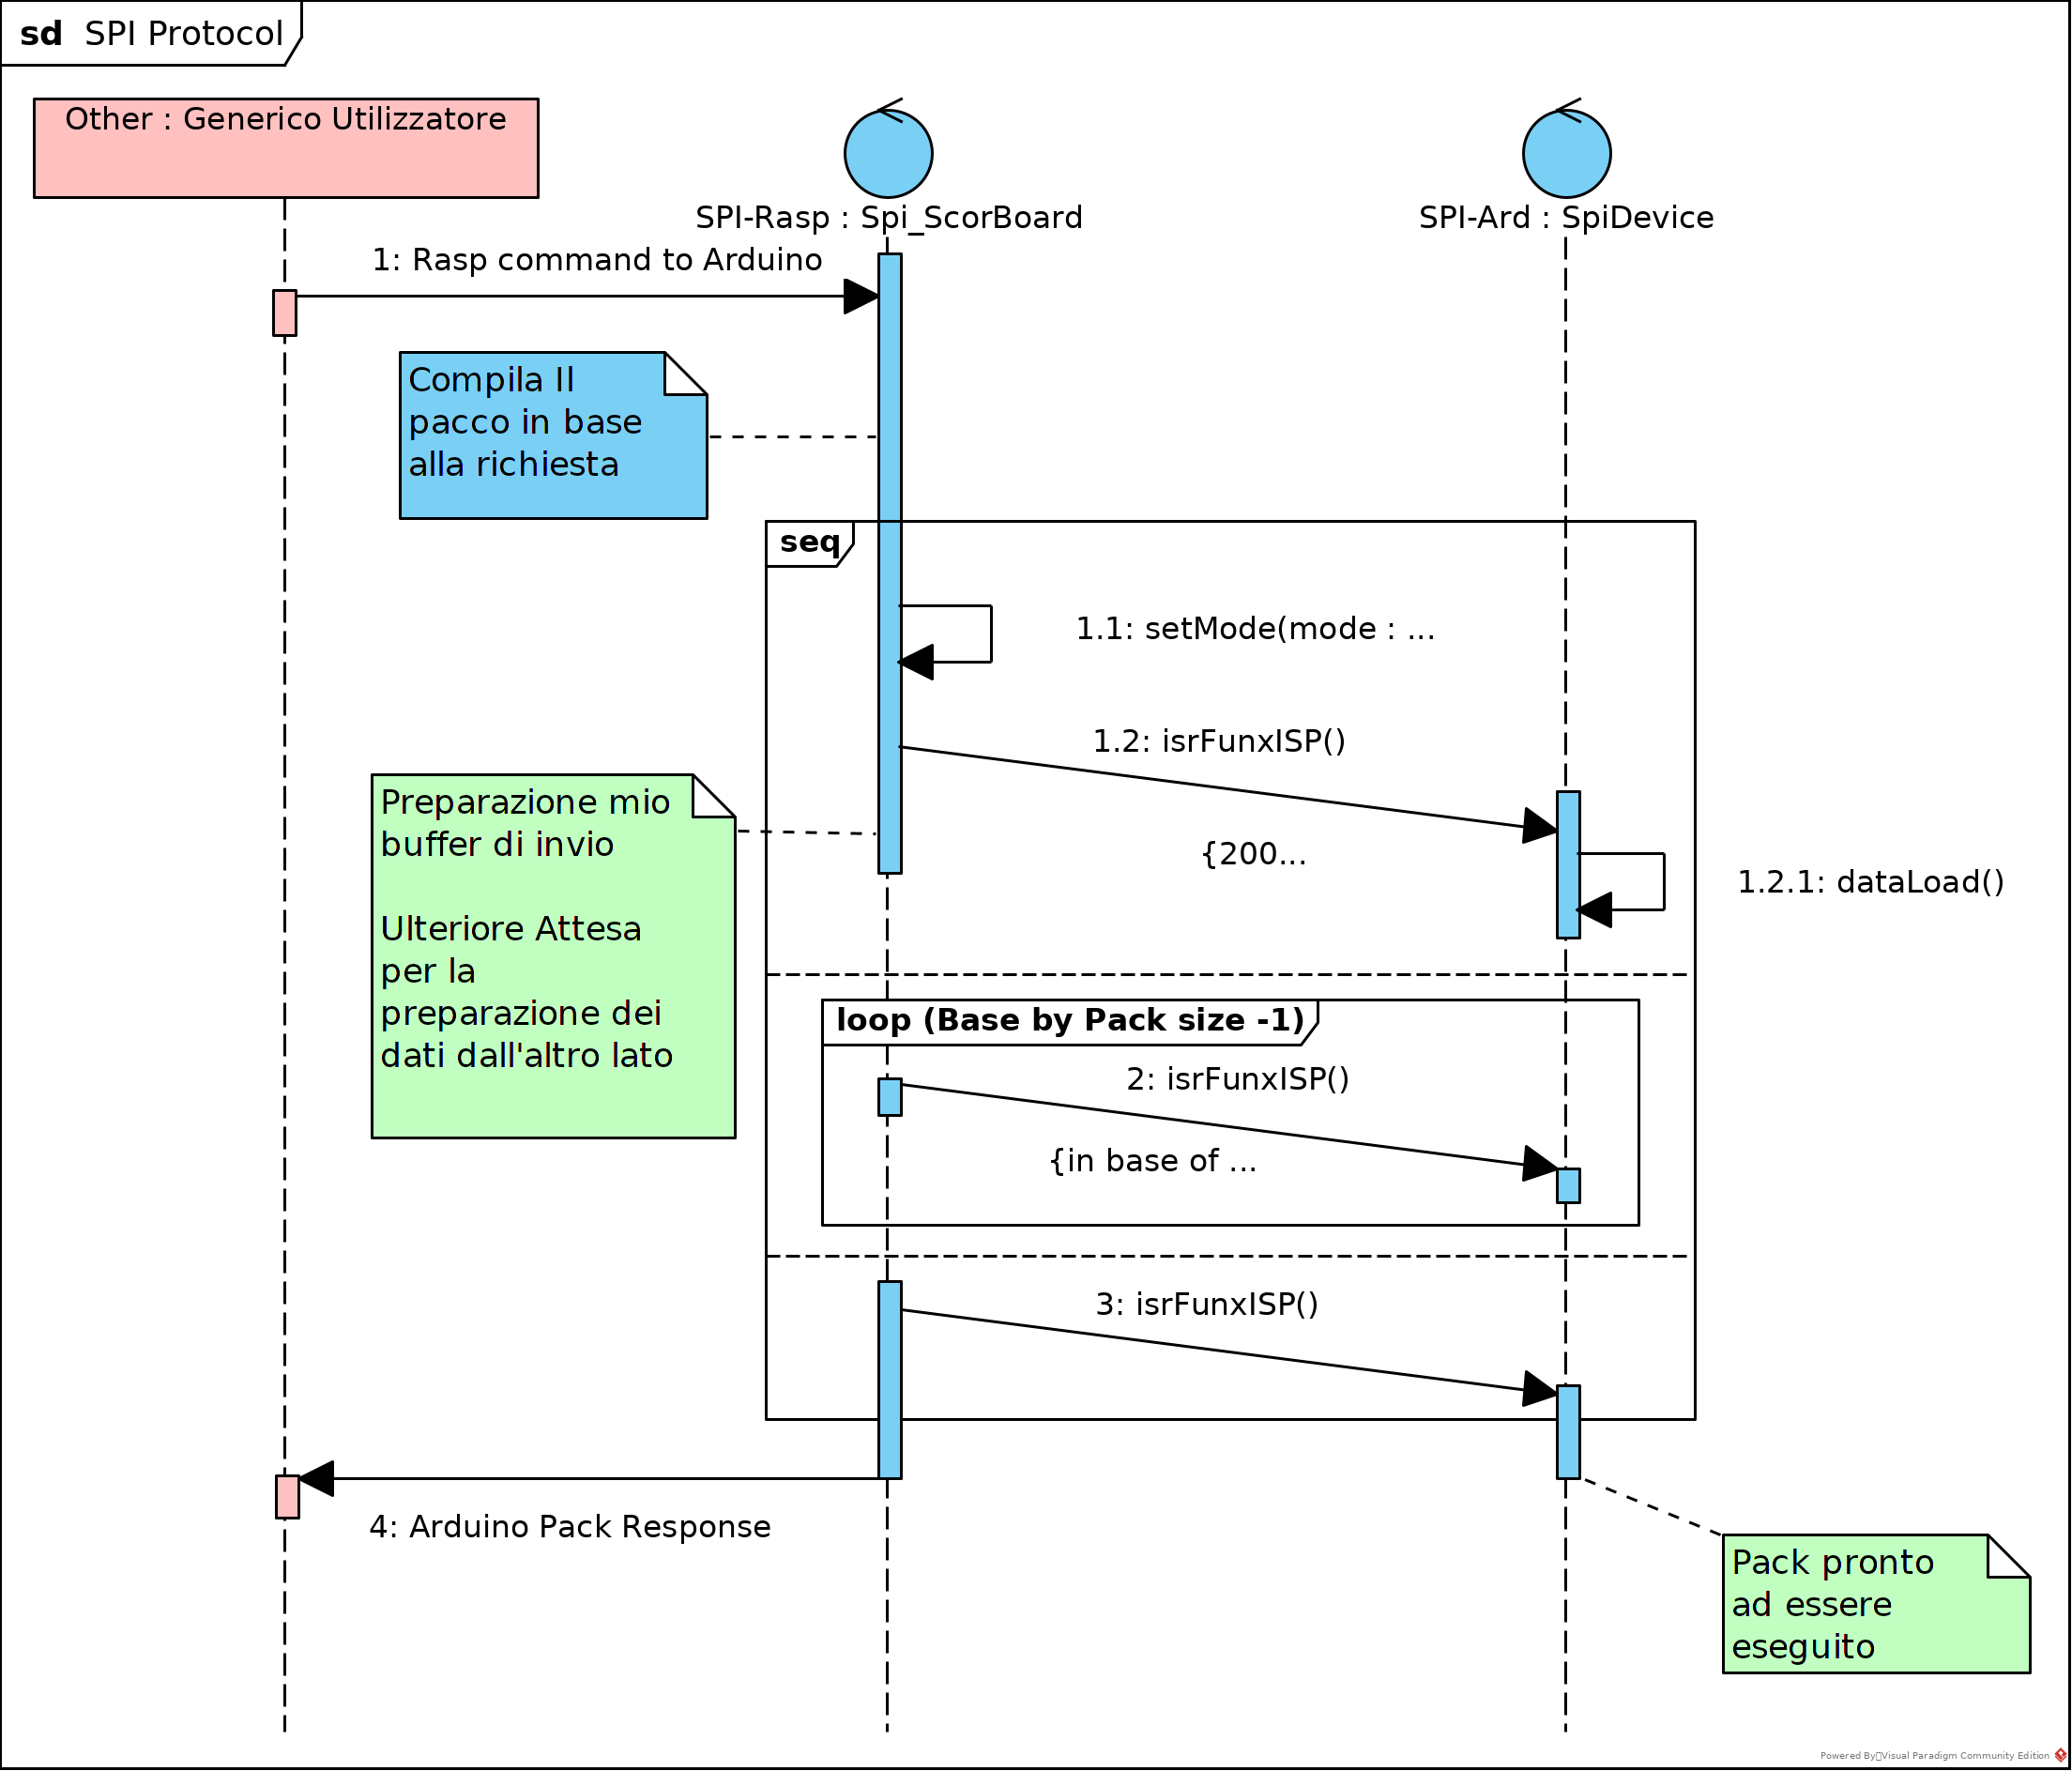 sd SPI Protocol
Other : Generico Utilizzatore
SPI-Rasp : Spi_ScorBoard
SPI-Ard : SpiDevice
1: Rasp command to Arduino
Compila Il
pacco in base
alla richiesta
seq
1.1: setMode(mode : ...
1.2: isrFunxISP()
Preparazione mio
buffer di invio
Ulteriore Attesa
per la
preparazione dei
dati dall'altro lato
{200...
1.2.1: dataLoad()
loop (Base by Pack size -1)
2: isrFunxISP()
{in base of ...
3: isrFunxISP()
4: Arduino Pack Response
Pack pronto
ad essere
eseguito
Powered By Visual Paradigm Community Edition